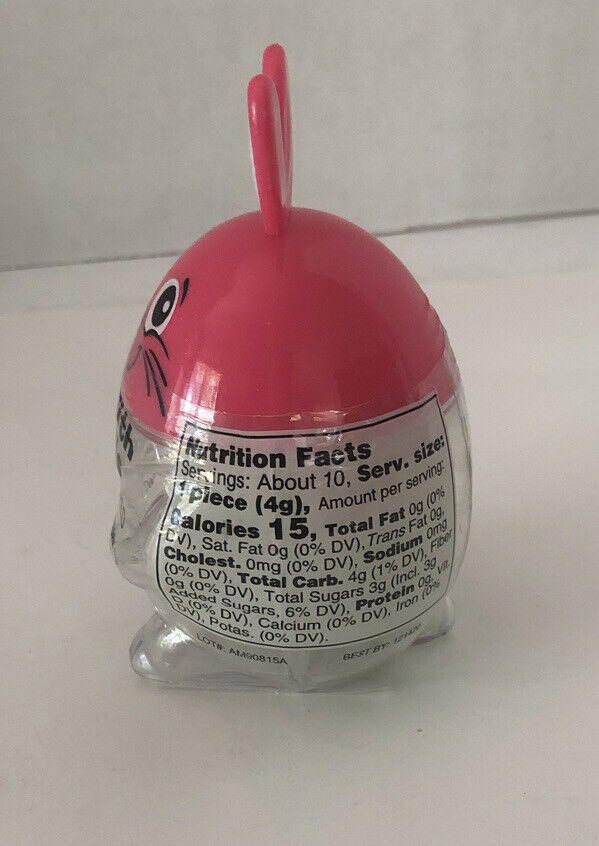 Nutrition Facts
Servings: About 10, Serv. size:
1 piece (4g), Amount per serving:
Calories 15, Total Fat 0g (0%
DV), Sat. Fat 0g (0% DV), Trans Fat 0g,
Cholest. 0mg (0% DV), Sodium 0mg
(0% DV), Total Carb. 4g (1% DV), Fiber
0g (0% DV), Total Sugars 3g (Incl. 3g
Added Sugars, 6% DV), Protein 0g, Vit.
D (0% DV), Calcium (0% DV), Iron (0%
DV), Potas. (0% DV).
LOT#: AM90815A
BEST BY: